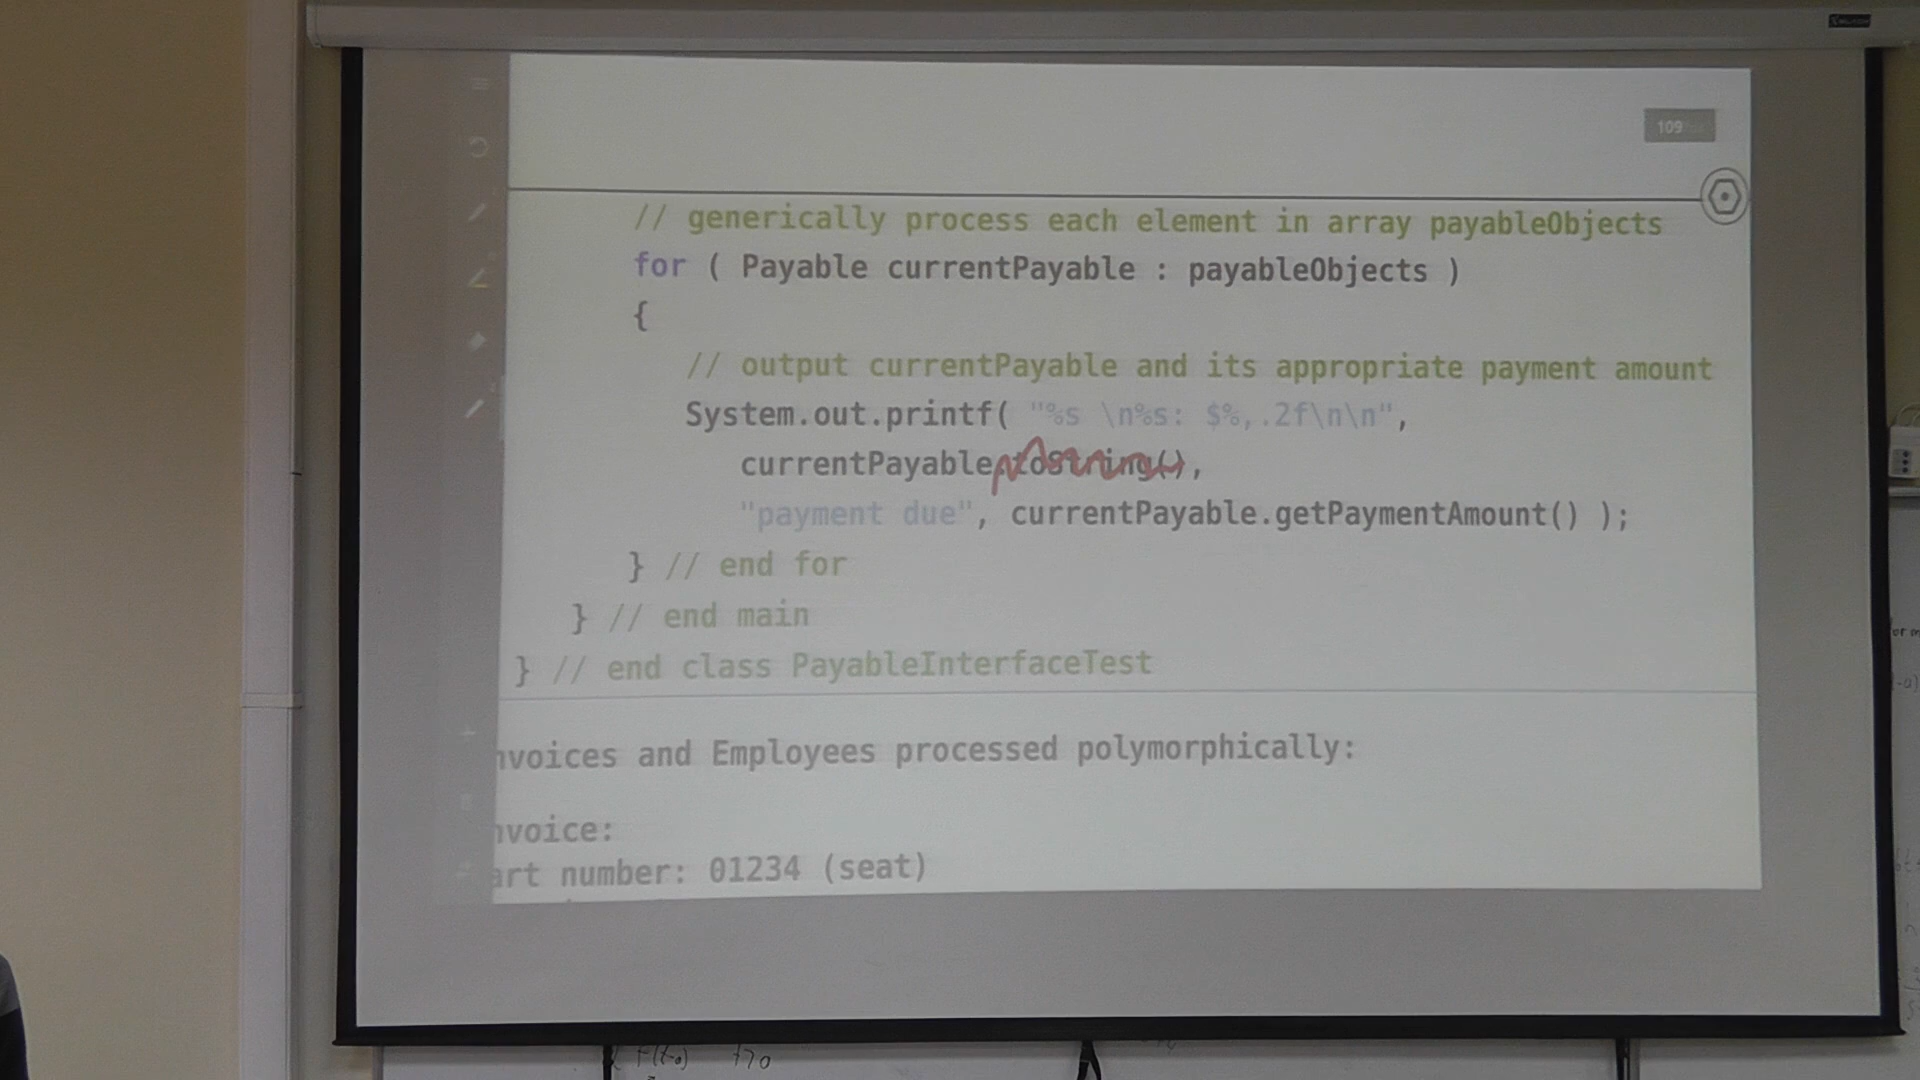 109
// generically process each element in array payableObjects
for ( Payable currentPayable : payableObjects )
{
// output currentPayable and its appropriate payment amount
System.out.printf( "%s \n%s: $%,.2f\n\n",
currentPayable.toString(),
"payment due", currentPayable.getPaymentAmount() );
} // end for
} // end main
} // end class PayableInterfaceTest
nvoices and Employees processed polymorphically:
nvoice:
art number: 01234 (seat)